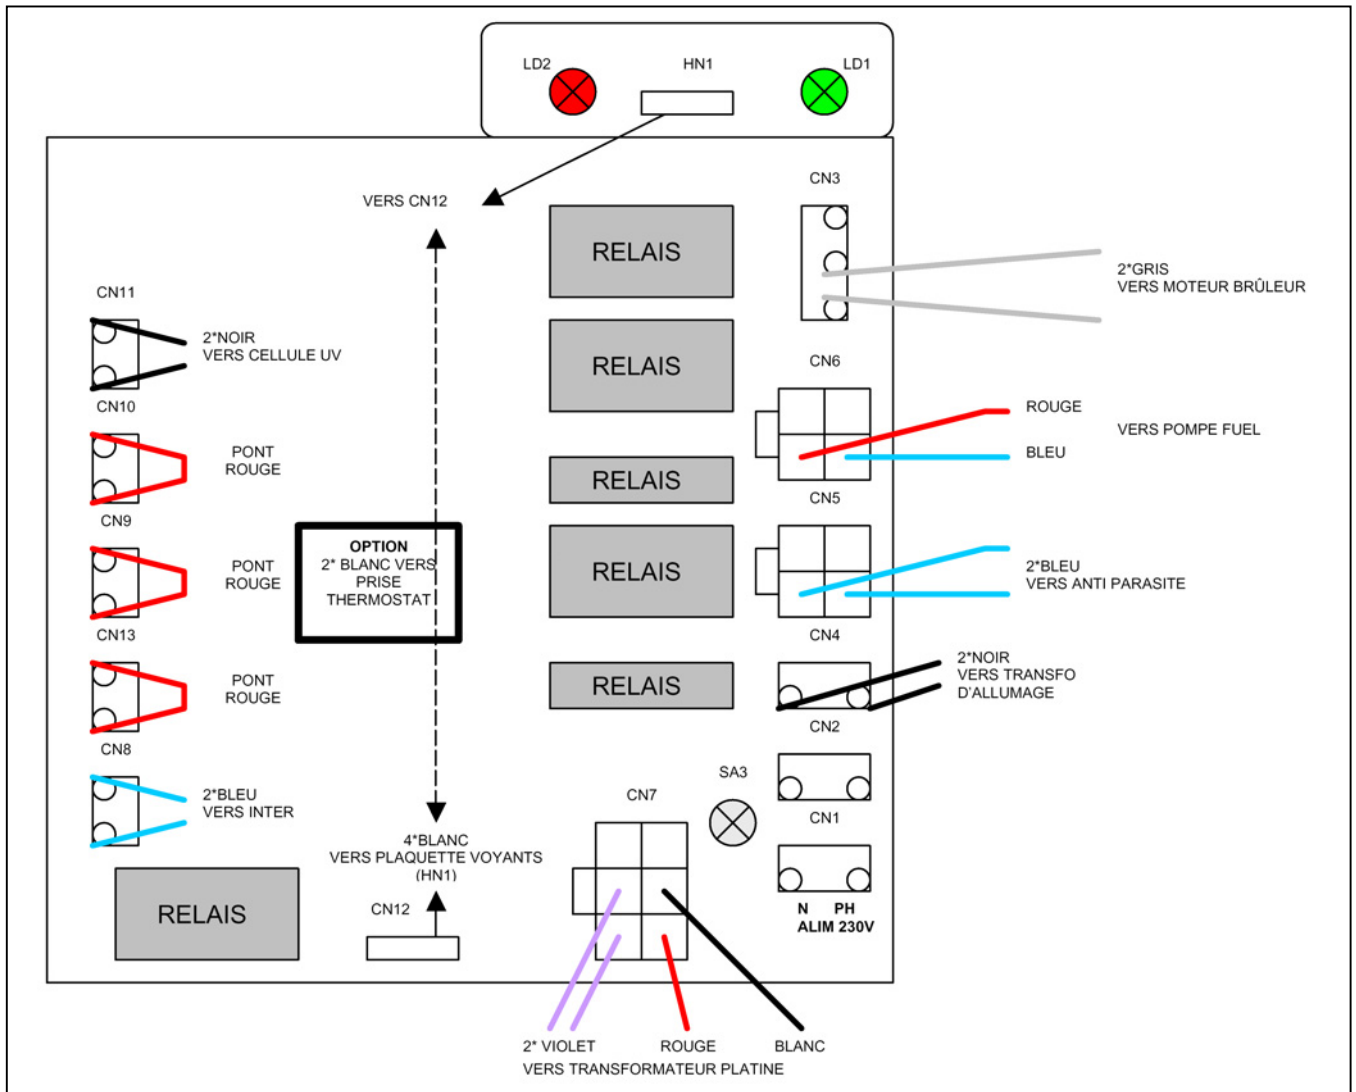 LD2
HN1
LD1
VERS CN12
CN3
RELAIS
2*GRIS
VERS MOTEUR BRÛLEUR
CN11
2*NOIR
VERS CELLULE UV
RELAIS
CN6
ROUGE
VERS POMPE FUEL
BLEU
CN10
PONT
ROUGE
RELAIS
CN5
CN9
PONT
ROUGE
OPTION
2* BLANC VERS
PRISE
THERMOSTAT
RELAIS
2*BLEU
VERS ANTI PARASITE
CN13
CN4
PONT
ROUGE
RELAIS
2*NOIR
VERS TRANSFO
D'ALLUMAGE
CN2
CN8
2*BLEU
VERS INTER
SA3
CN7
CN1
4*BLANC
VERS PLAQUETTE VOYANTS
(HN1)
RELAIS
CN12
N PH
ALIM 230V
2* VIOLET
ROUGE
BLANC
VERS TRANSFORMATEUR PLATINE